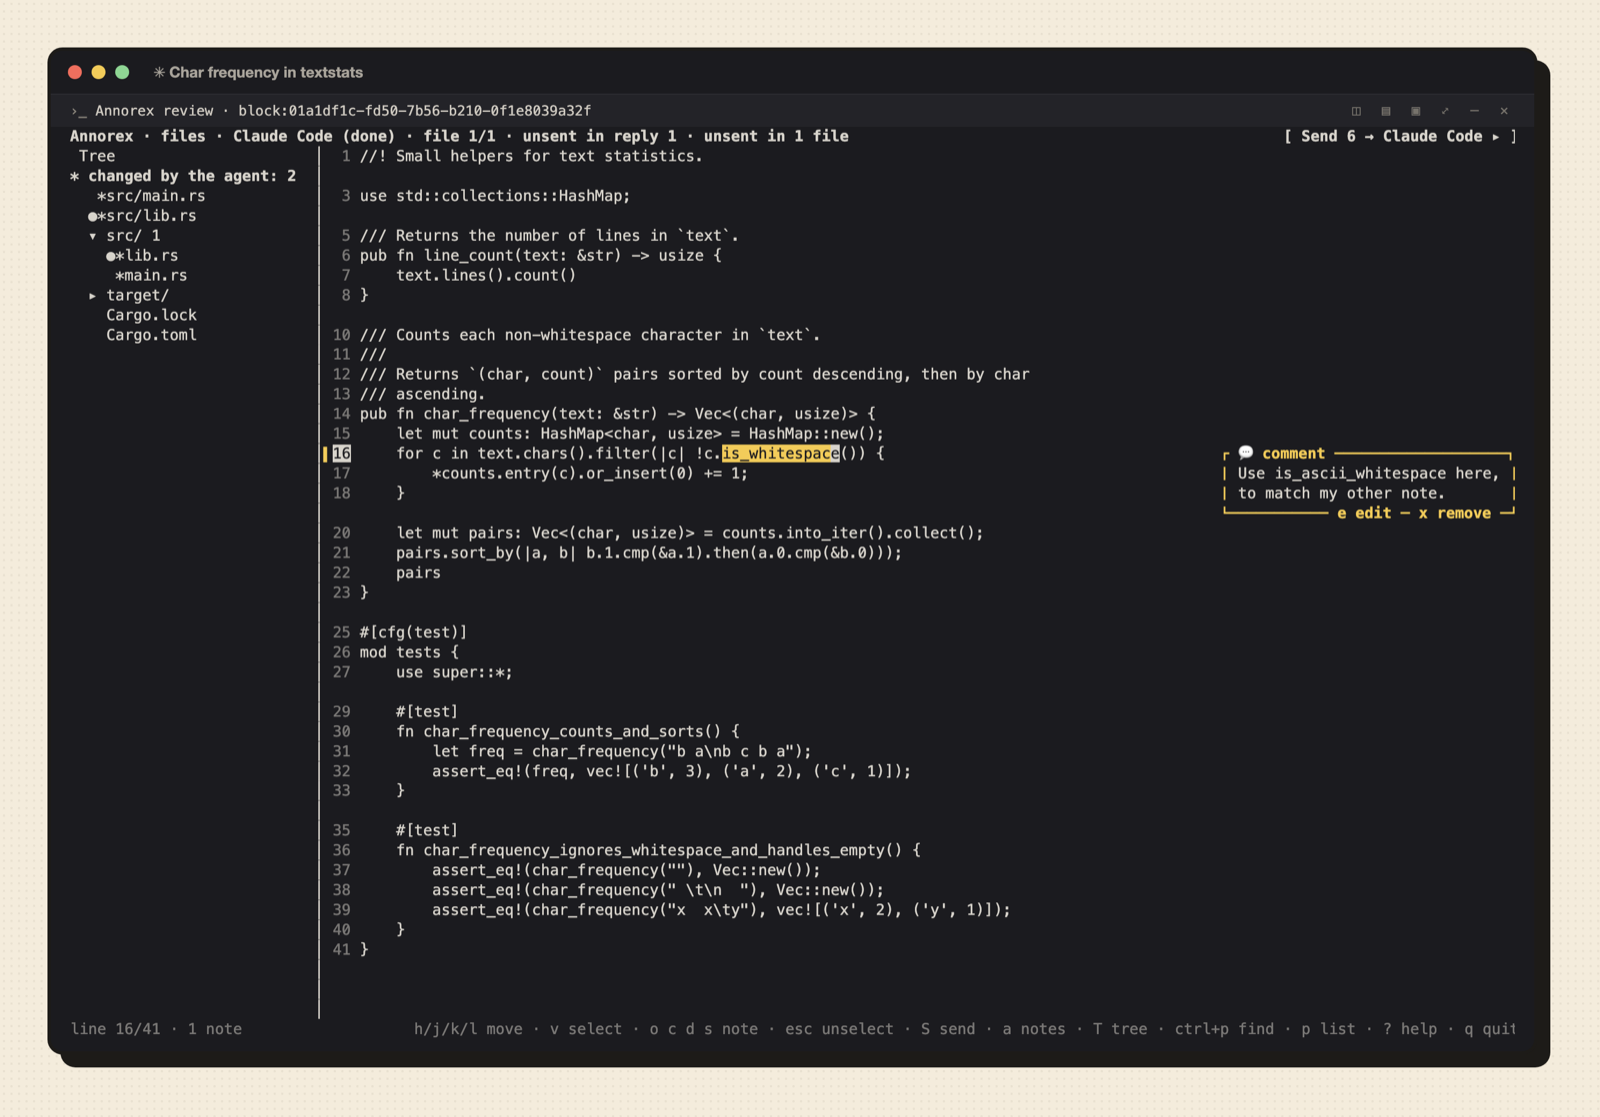 ✳ Char frequency in textstats
›_ Annorex review · block:01a1df1c-fd50-7b56-b210-0f1e8039a32f
Annorex · files · Claude Code (done) · file 1/1 · unsent in reply 1 · unsent in 1 file [ Send 6 → Claude Code ▸ ]
Tree
* changed by the agent: 2
*src/main.rs
●*src/lib.rs
▾ src/ 1
●*lib.rs
*main.rs
▸ target/
Cargo.lock
Cargo.toml
1 //! Small helpers for text statistics.
3 use std::collections::HashMap;
5 /// Returns the number of lines in `text`.
6 pub fn line_count(text: &str) -> usize {
7     text.lines().count()
8 }
10 /// Counts each non-whitespace character in `text`.
11 ///
12 /// Returns `(char, count)` pairs sorted by count descending, then by char
13 /// ascending.
14 pub fn char_frequency(text: &str) -> Vec<(char, usize)> {
15     let mut counts: HashMap<char, usize> = HashMap::new();
16     for c in text.chars().filter(|c| !c.is_whitespace()) {
17         *counts.entry(c).or_insert(0) += 1;
18     }
20     let mut pairs: Vec<(char, usize)> = counts.into_iter().collect();
21     pairs.sort_by(|a, b| b.1.cmp(&a.1).then(a.0.cmp(&b.0)));
22     pairs
23 }
25 #[cfg(test)]
26 mod tests {
27     use super::*;
29     #[test]
30     fn char_frequency_counts_and_sorts() {
31         let freq = char_frequency("b a\nb c b a");
32         assert_eq!(freq, vec![('b', 3), ('a', 2), ('c', 1)]);
33     }
35     #[test]
36     fn char_frequency_ignores_whitespace_and_handles_empty() {
37         assert_eq!(char_frequency(""), Vec::new());
38         assert_eq!(char_frequency(" \t\n  "), Vec::new());
39         assert_eq!(char_frequency("x  x\ty"), vec![('x', 2), ('y', 1)]);
40     }
41 }
💬 comment
Use is_ascii_whitespace here,
to match my other note.
e edit — x remove
line 16/41 · 1 note
h/j/k/l move · v select · o c d s note · esc unselect · S send · a notes · T tree · ctrl+p find · p list · ? help · q quit